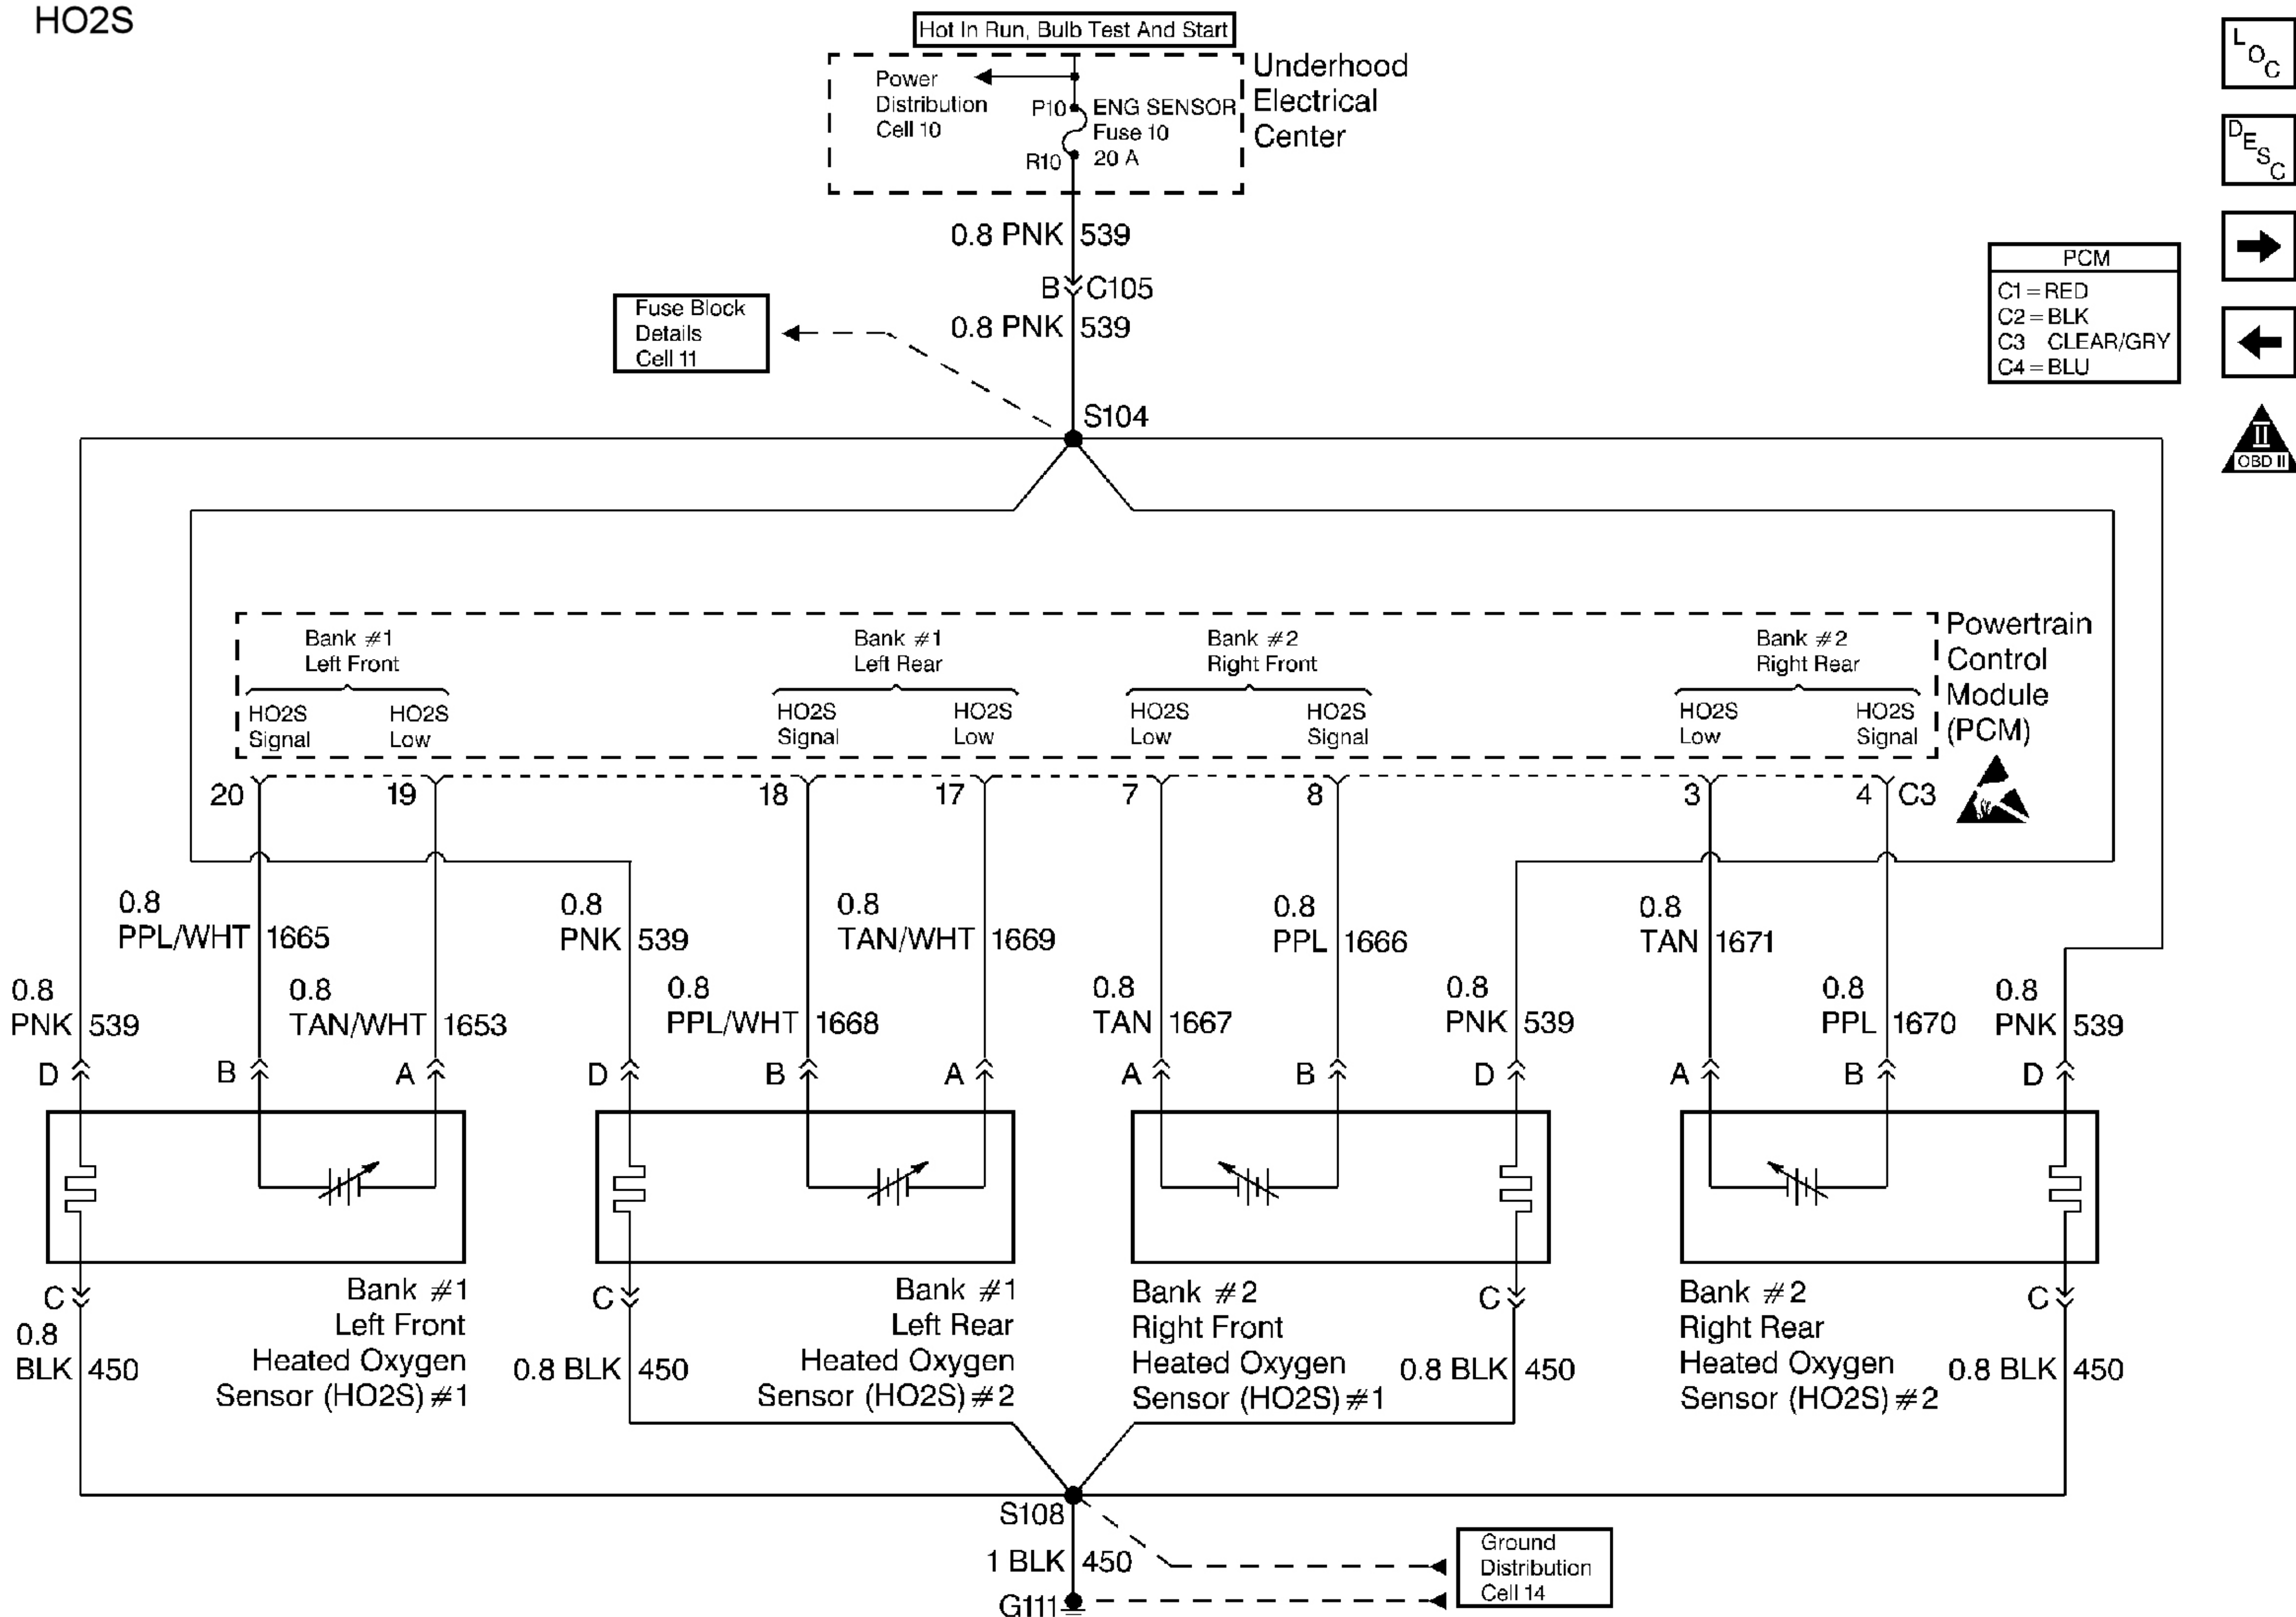 HO2S
Hot In Run, Bulb Test And Start
Power
Distribution
Cell 10
P10
ENG SENSOR
Fuse 10
20 A
R10
Underhood
Electrical
Center
L O C
D E S C
0.8 PNK 539
B C105
0.8 PNK 539
Fuse Block
Details
Cell 11
PCM
C1=RED
C2=BLK
C3 CLEAR/GRY
C4=BLU
II
OBD II
S104
Bank #1
Left Front
Bank #1
Left Rear
Bank #2
Right Front
Bank #2
Right Rear
HO2S
Signal
HO2S
Low
HO2S
Signal
HO2S
Low
HO2S
Low
HO2S
Signal
HO2S
Low
HO2S
Signal
Powertrain
Control
Module
(PCM)
20 19 18 17 7 8 3 4 C3
0.8
PPL/WHT 1665
0.8
PNK 539
0.8
TAN/WHT 1669
0.8
PPL 1666
0.8
TAN 1671
0.8
PNK 539
0.8
TAN/WHT 1653
0.8
PPL/WHT 1668
0.8
TAN 1667
0.8
PNK 539
0.8
PPL 1670
0.8
PNK 539
D B A D B A A B D A B D
C C C C
Bank #1
Left Front
Heated Oxygen
Sensor (HO2S) #1
Bank #1
Left Rear
Heated Oxygen
Sensor (HO2S) #2
Bank #2
Right Front
Heated Oxygen
Sensor (HO2S) #1
Bank #2
Right Rear
Heated Oxygen
Sensor (HO2S) #2
0.8
BLK 450
0.8 BLK 450
0.8 BLK 450
0.8 BLK 450
S108
1 BLK 450
G111
Ground
Distribution
Cell 14